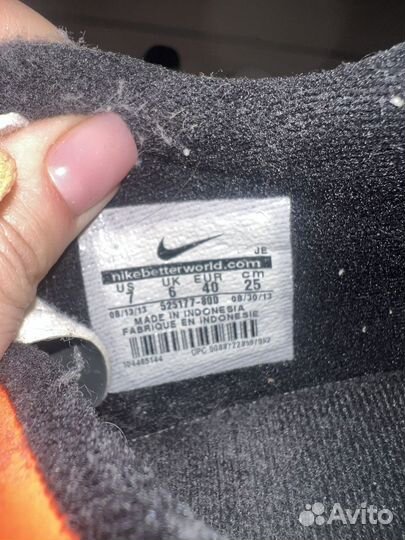 JE
nikebetterworld.com
US UK EUR cm
7 6 40 25
08/13/13 525177-800 08/30/13
MADE IN INDONESIA
FABRIQUE EN INDONESIE
Avito